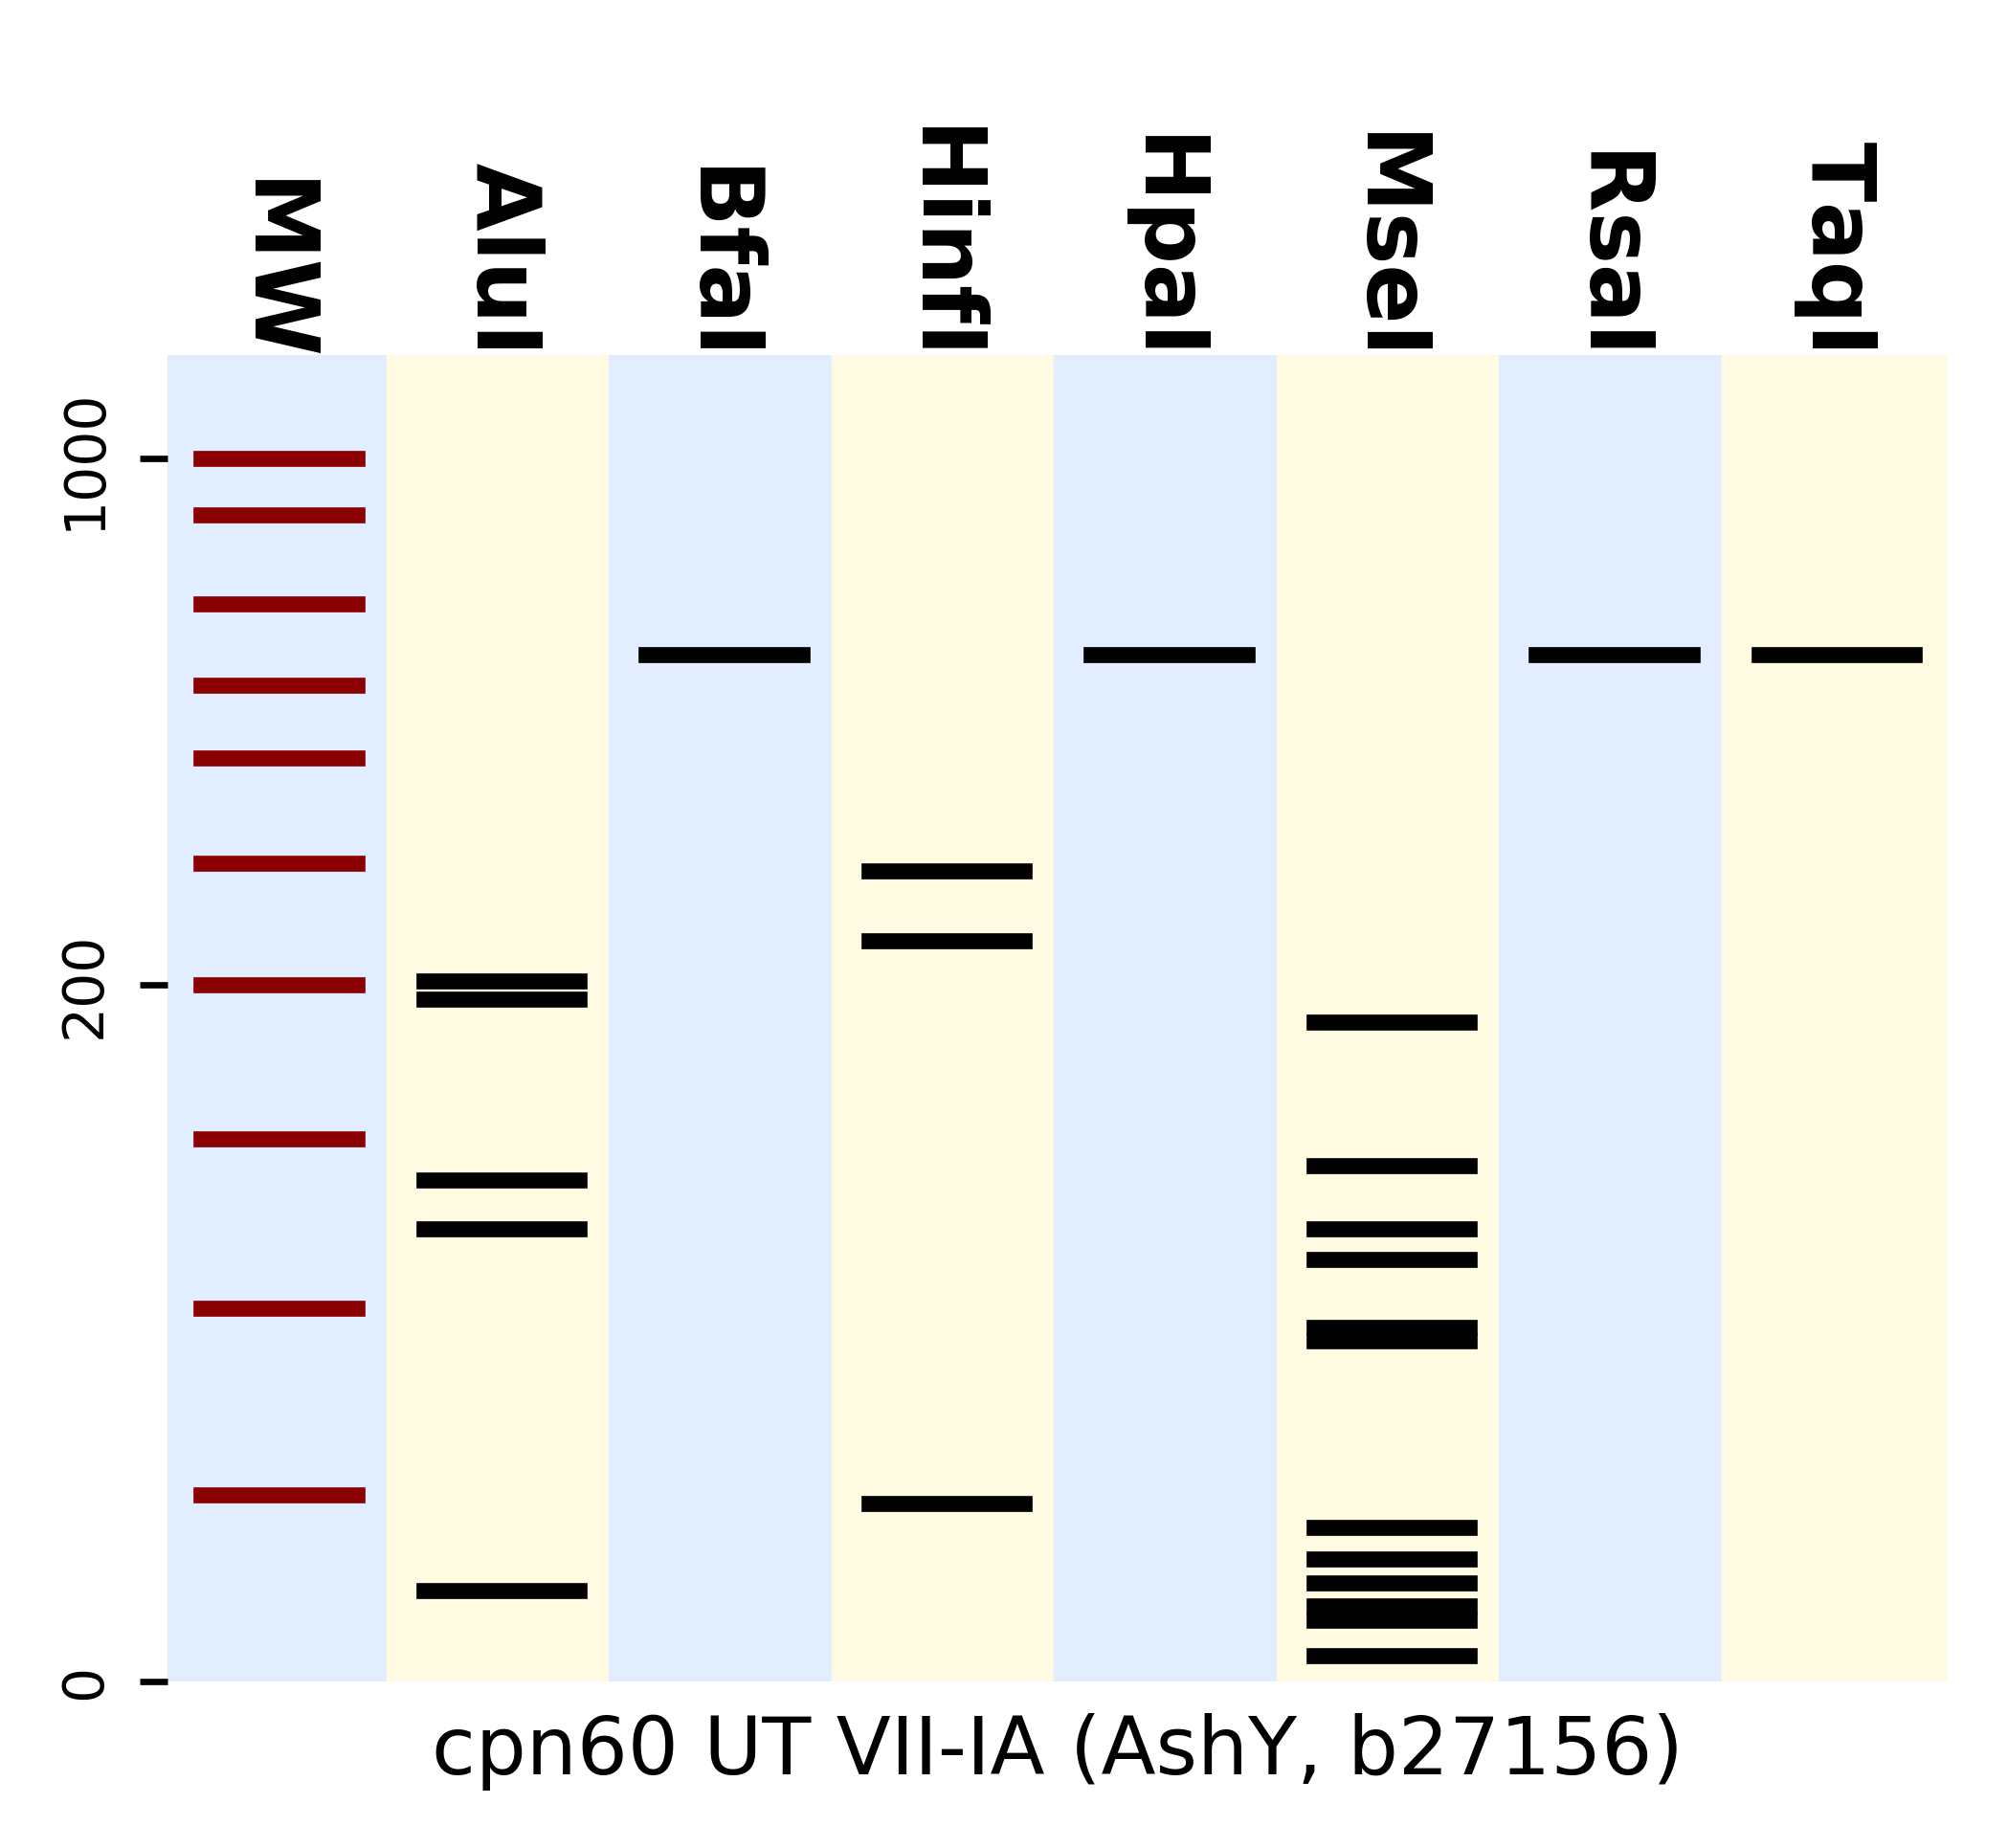 MW
AluI
BfaI
HinfI
HpaI
MseI
RsaI
TaqI
1000
200
0
cpn60 UT VII-IA (AshY, b27156)